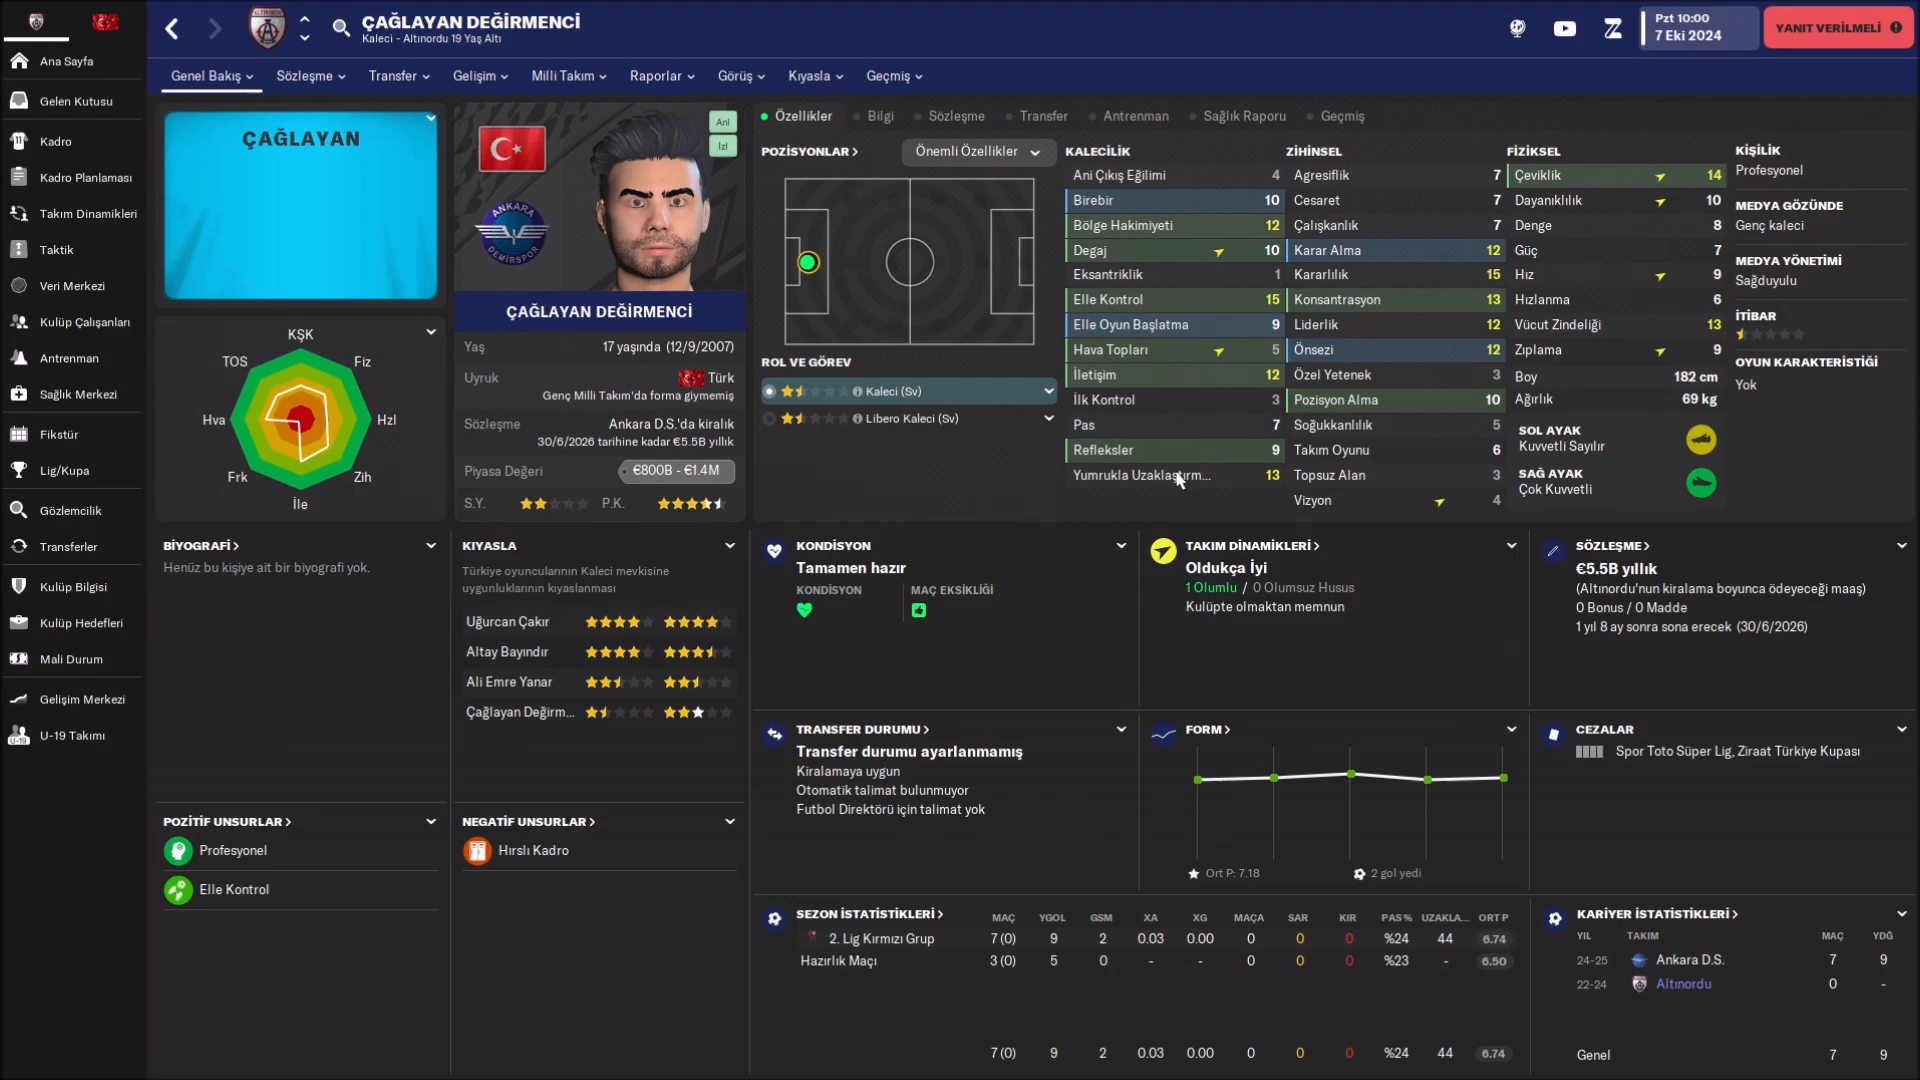 ÇAĞLAYAN DEĞİRMENCİ
Kaleci - Altınordu 19 Yaş Altı
Pzt 10:00
7 Eki 2024
YANIT VERİLMELİ
Ana Sayfa
Gelen Kutusu
Kadro
Kadro Planlaması
Takım Dinamikleri
Taktik
Veri Merkezi
Kulüp Çalışanları
Antrenman
Sağlık Merkezi
Fikstür
Lig/Kupa
Gözlemcilik
Transferler
Kulüp Bilgisi
Kulüp Hedefleri
Mali Durum
Gelişim Merkezi
U-19 Takımı
Genel Bakış
Sözleşme
Transfer
Gelişim
Milli Takım
Raporlar
Görüş
Kıyasla
Geçmiş
ÇAĞLAYAN
KŞK
Fiz
Hzl
Zih
İle
Frk
Hva
TOS
Anl
İzl
ANKARA
DEMİRSPOR
ÇAĞLAYAN DEĞİRMENCİ
Yaş 17 yaşında (12/9/2007)
Uyruk Türk
Genç Milli Takım'da forma giymemiş
Sözleşme Ankara D.S.'da kiralık
30/6/2026 tarihine kadar €5.5B yıllık
Piyasa Değeri €800B - €1.4M
S.Y. P.K.
Özellikler
Bilgi
Sözleşme
Transfer
Antrenman
Sağlık Raporu
Geçmiş
POZİSYONLAR
Önemli Özellikler
ROL VE GÖREV
Kaleci (Sv)
Libero Kaleci (Sv)
KALECİLİK
Ani Çıkış Eğilimi 4
Birebir 10
Bölge Hakimiyeti 12
Degaj 10
Eksantriklik 1
Elle Kontrol 15
Elle Oyun Başlatma 9
Hava Topları 5
İletişim 12
İlk Kontrol 3
Pas 7
Refleksler 9
Yumrukla Uzaklaştırm... 13
ZİHİNSEL
Agresiflik 7
Cesaret 7
Çalışkanlık 7
Karar Alma 12
Kararlılık 15
Konsantrasyon 13
Liderlik 12
Önsezi 12
Özel Yetenek 3
Pozisyon Alma 10
Soğukkanlılık 5
Takım Oyunu 6
Topsuz Alan 3
Vizyon 4
FİZİKSEL
Çeviklik 14
Dayanıklılık 10
Denge 8
Güç 7
Hız 9
Hızlanma 6
Vücut Zindeliği 13
Zıplama 9
Boy 182 cm
Ağırlık 69 kg
SOL AYAK
Kuvvetli Sayılır
SAĞ AYAK
Çok Kuvvetli
KİŞİLİK
Profesyonel
MEDYA GÖZÜNDE
Genç kaleci
MEDYA YÖNETİMİ
Sağduyulu
İTİBAR
OYUN KARAKTERİSTİĞİ
Yok
BİYOGRAFİ
Henüz bu kişiye ait bir biyografi yok.
KIYASLA
Türkiye oyuncularının Kaleci mevkisine
uygunluklarının kıyaslanması
Uğurcan Çakır
Altay Bayındır
Ali Emre Yanar
Çağlayan Değirm...
POZİTİF UNSURLAR
Profesyonel
Elle Kontrol
NEGATİF UNSURLAR
Hırslı Kadro
KONDİSYON
Tamamen hazır
KONDİSYON
MAÇ EKSİKLİĞİ
TAKIM DİNAMİKLERİ
Oldukça İyi
1 Olumlu / 0 Olumsuz Husus
Kulüpte olmaktan memnun
SÖZLEŞME
€5.5B yıllık
(Altınordu'nun kiralama boyunca ödeyeceği maaş)
0 Bonus / 0 Madde
1 yıl 8 ay sonra sona erecek (30/6/2026)
TRANSFER DURUMU
Transfer durumu ayarlanmamış
Kiralamaya uygun
Otomatik talimat bulunmuyor
Futbol Direktörü için talimat yok
FORM
Ort P: 7.18
2 gol yedi
CEZALAR
Spor Toto Süper Lig, Ziraat Türkiye Kupası
SEZON İSTATİSTİKLERİ MAÇ YGOL GSM XA XG MAÇA SAR KIR PAS% UZAKLA... ORT P
2. Lig Kırmızı Grup 7 (0) 9 2 0.03 0.00 0 0 0 %24 44 6.74
Hazırlık Maçı 3 (0) 5 0 - - 0 0 0 %23 - 6.50
7 (0) 9 2 0.03 0.00 0 0 0 %24 44 6.74
KARİYER İSTATİSTİKLERİ
YIL TAKIM MAÇ YDĞ
24-25 Ankara D.S. 7 9
22-24 Altınordu 0 -
Genel 7 9